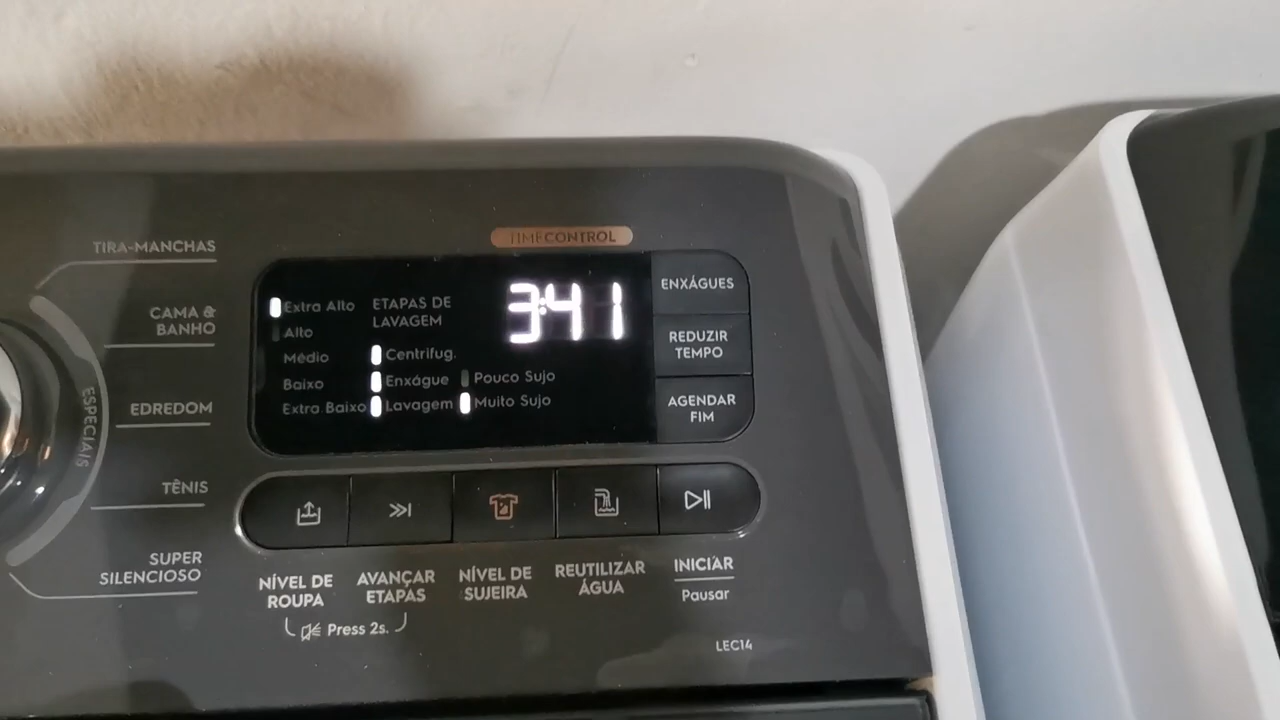 TIRA-MANCHAS
CAMA &
BANHO
EDREDOM
TÊNIS
SUPER
SILENCIOSO
ESPECIAIS
TIMECONTROL
3:41
Extra Alto
Alto
Médio
Baixo
Extra Baixo
ETAPAS DE
LAVAGEM
Centrifug.
Enxágue
Lavagem
Pouco Sujo
Muito Sujo
ENXÁGUES
REDUZIR
TEMPO
AGENDAR
FIM
NÍVEL DE
ROUPA
AVANÇAR
ETAPAS
Press 2s.
NÍVEL DE
SUJEIRA
REUTILIZAR
ÁGUA
INICIAR
Pausar
LEC14